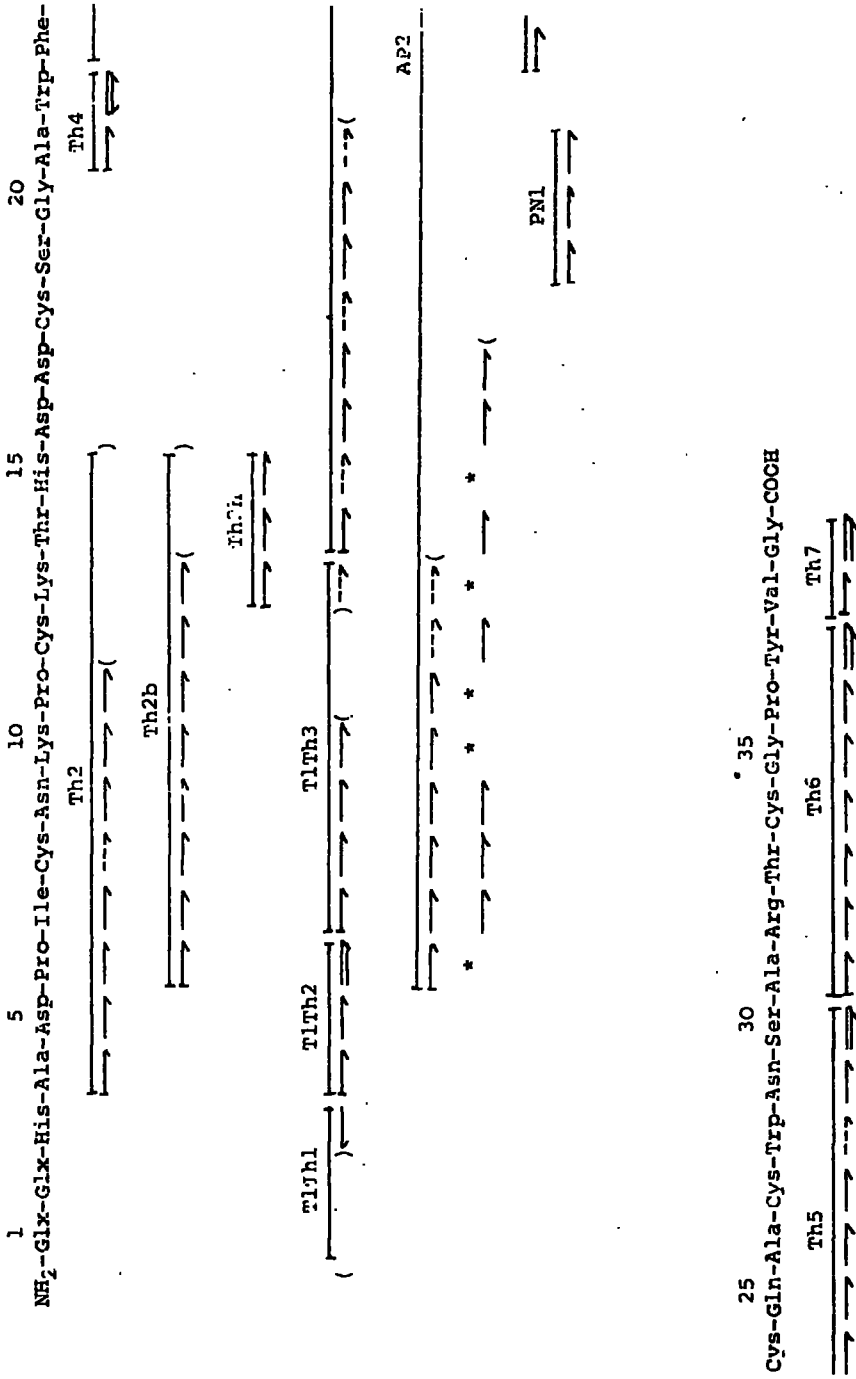 1 5 10 15 20
NH2-Glx-Glx-His-Ala-Asp-Pro-Ile-Cys-Asn-Lys-Pro-Cys-Lys-Thr-His-Asp-Asp-Cys-Ser-Gly-Ala-Trp-Phe-
Th2 Th4
Th2b
T1Th1 T1Th2 T1Th3
AP2
* * * * *
PN1
25 30 35
Cys-Gln-Ala-Cys-Trp-Asn-Ser-Ala-Arg-Thr-Cys-Gly-Pro-Tyr-Val-Gly-COCH
Th5 Th6 Th7